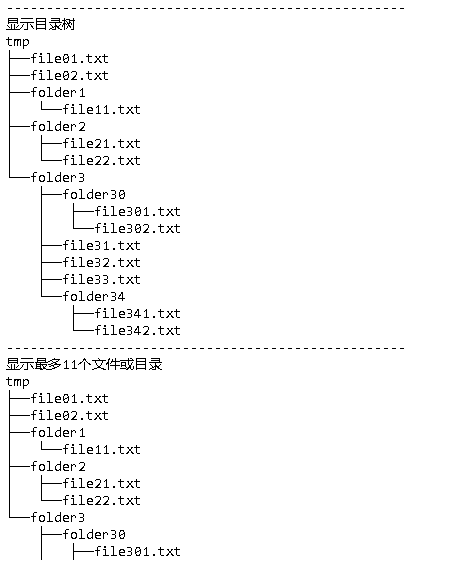 --------------------------------------------------
显示目录树
tmp
├──file01.txt
├──file02.txt
├──folder1
│   └──file11.txt
├──folder2
│   ├──file21.txt
│   └──file22.txt
└──folder3
    ├──folder30
    │   ├──file301.txt
    │   └──file302.txt
    ├──file31.txt
    ├──file32.txt
    ├──file33.txt
    └──folder34
        ├──file341.txt
        └──file342.txt
--------------------------------------------------
显示最多11个文件或目录
tmp
├──file01.txt
├──file02.txt
├──folder1
│   └──file11.txt
├──folder2
│   ├──file21.txt
│   └──file22.txt
└──folder3
    ├──folder30
    │   ├──file301.txt